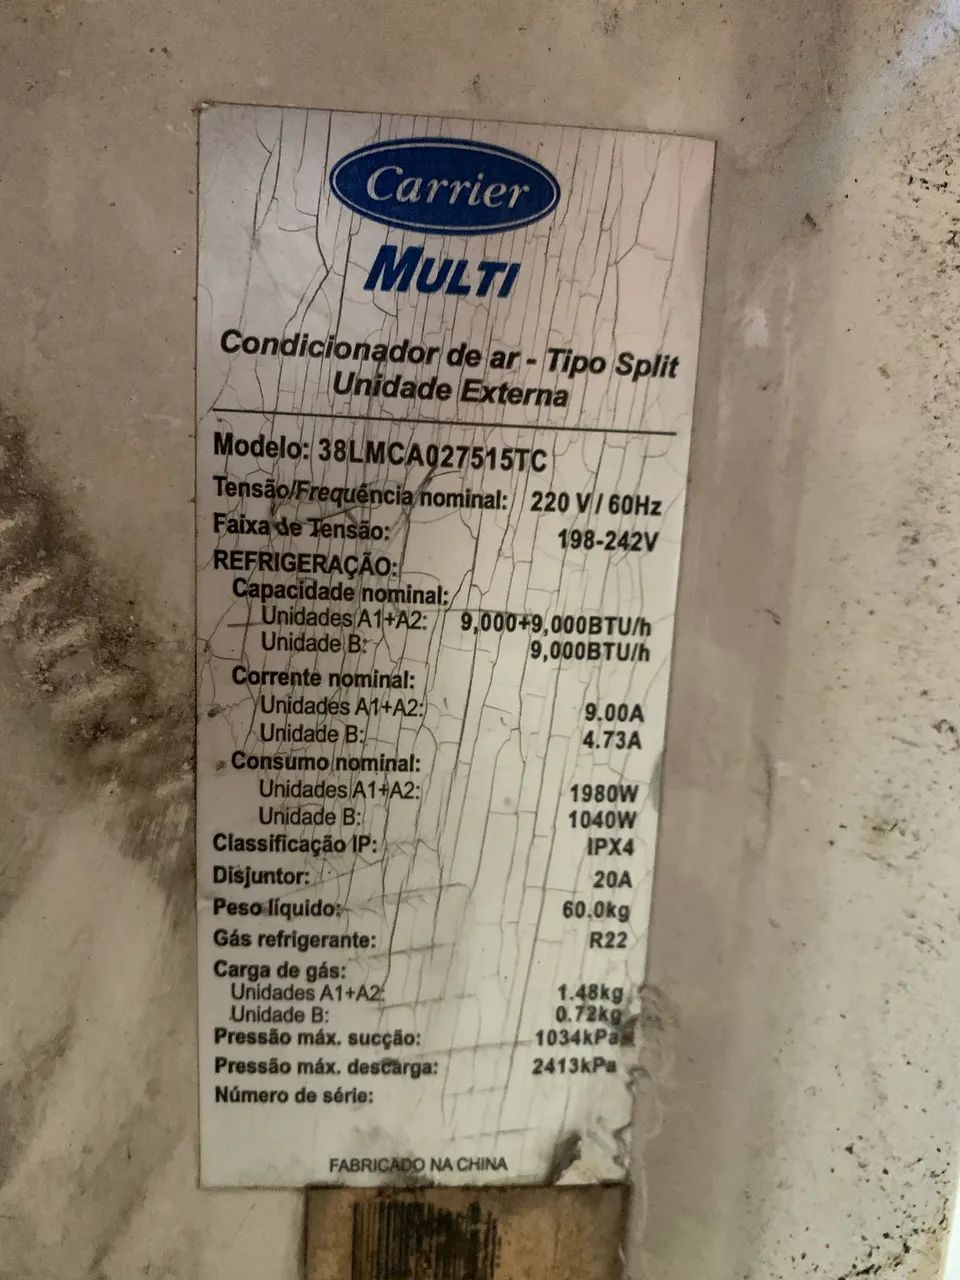 Carrier
MULTI
Condicionador de ar - Tipo Split
Unidade Externa
Modelo: 38LMCA027515TC
Tensão/Frequência nominal: 220 V / 60Hz
Faixa de Tensão: 198-242V
REFRIGERAÇÃO:
Capacidade nominal:
Unidades A1+A2: 9,000+9,000BTU/h
Unidade B: 9,000BTU/h
Corrente nominal:
Unidades A1+A2: 9.00A
Unidade B: 4.73A
Consumo nominal:
Unidades A1+A2: 1980W
Unidade B: 1040W
Classificação IP: IPX4
Disjuntor: 20A
Peso líquido: 60.0kg
Gás refrigerante: R22
Carga de gás:
Unidades A1+A2: 1.48kg
Unidade B: 0.72kg
Pressão máx. sucção: 1034kPa
Pressão máx. descarga: 2413kPa
Número de série:
FABRICADO NA CHINA